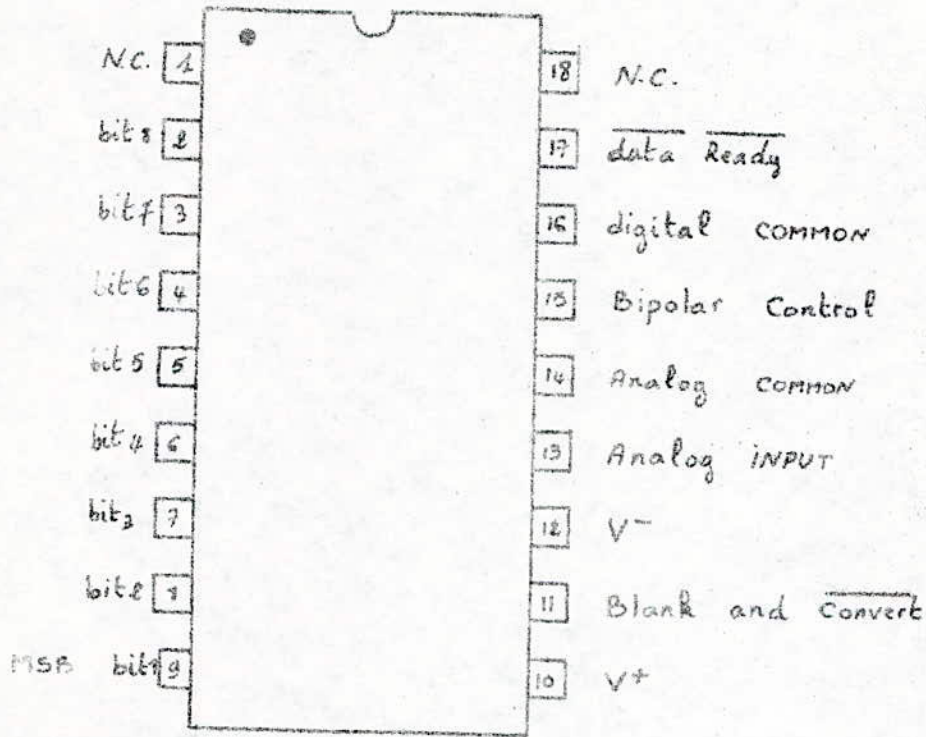 N.C. 1
bit 8 2
bit 7 3
bit 6 4
bit 5 5
bit 4 6
bit 3 7
bit 2 8
MSB bit 1 9
18 N.C.
17 data Ready
16 digital COMMON
15 Bipolar Control
14 Analog COMMON
13 Analog INPUT
12 V⁻
11 Blank and Convert
10 V⁺